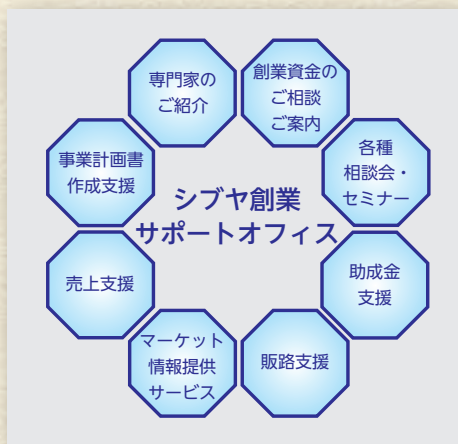 専門家の
ご紹介
創業資金の
ご相談
ご案内
事業計画書
作成支援
各種
相談会・
セミナー
シブヤ創業
サポートオフィス
売上支援
助成金
支援
マーケット
情報提供
サービス
販路支援